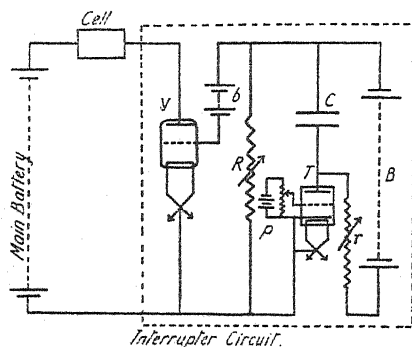 Cell
Y
b
C
R
T
B
p
r
Main Battery
Interrupter Circuit.